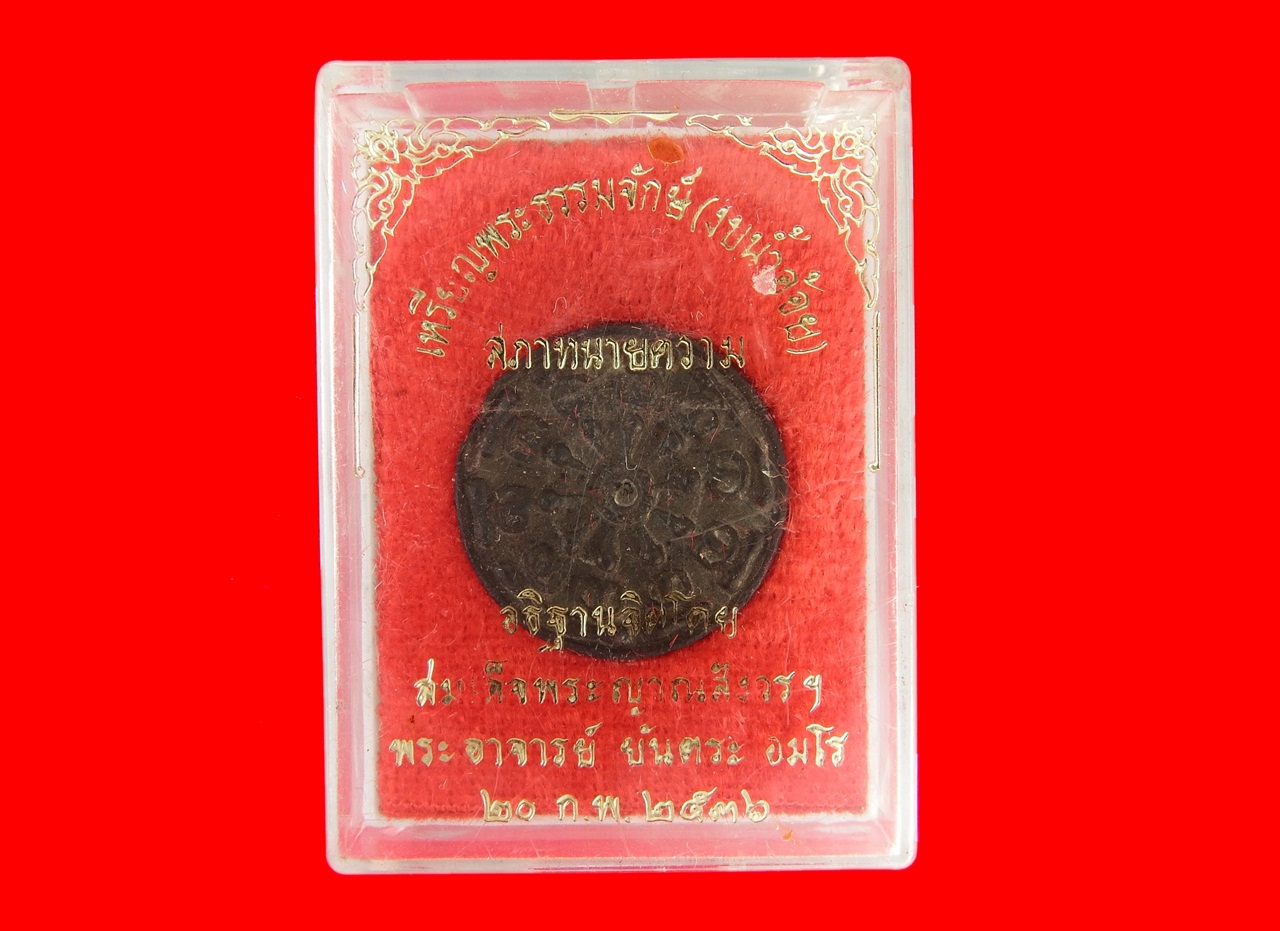 เหรียญพระธรรมจักษ์ (งบน้ำอ้อย)
สภาทนายความ
อธิฐานจิตโดย
สมเด็จพระญาณสังวรฯ
พระอาจารย์ ยันตระ อมโร
๒๐ ก.พ. ๒๕๓๖